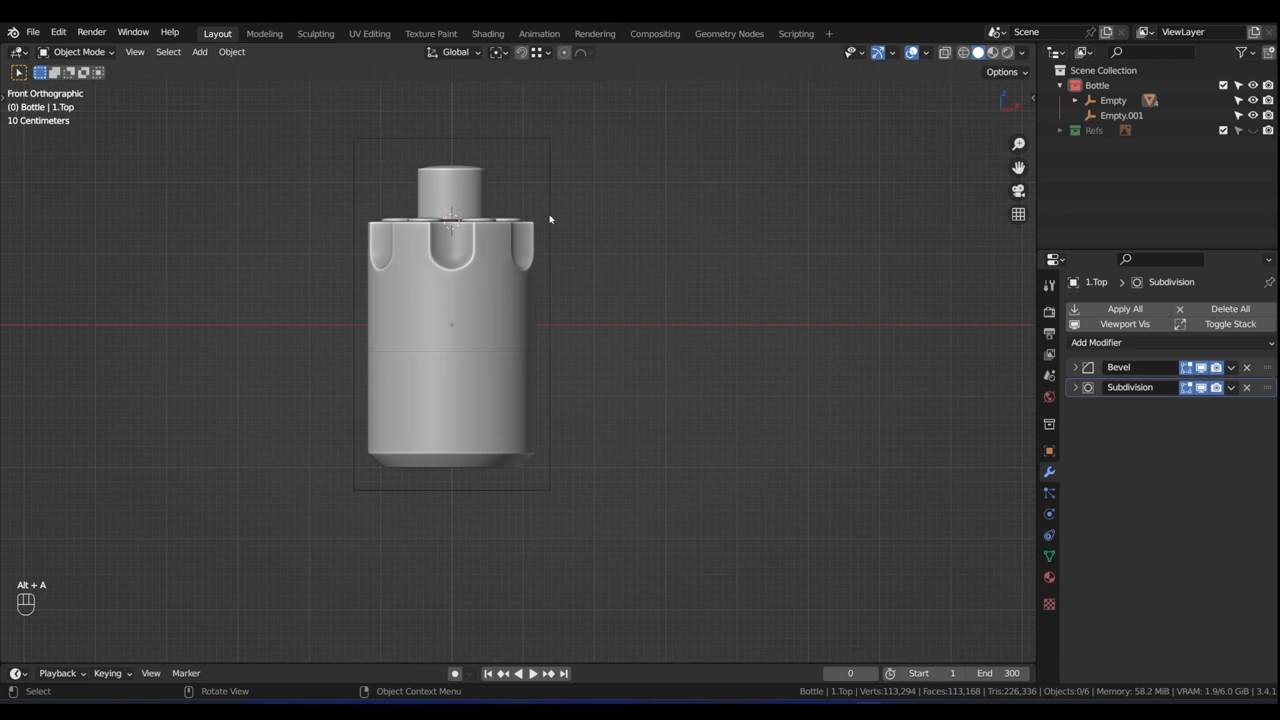 File Edit Render Window Help Layout Modeling Sculpting UV Editing Texture Paint Shading Animation Rendering Compositing Geometry Nodes Scripting + Scene ViewLayer
Object Mode View Select Add Object Global
Options
Front Orthographic
(0) Bottle | 1.Top
10 Centimeters
Scene Collection
Bottle
Empty 4
Empty.001
Refs
1.Top > Subdivision
Apply All Delete All
Viewport Vis Toggle Stack
Add Modifier
Bevel
Subdivision
Z
X
Alt + A
Playback Keying View Marker 0 Start 1 End 300
Select Rotate View Object Context Menu Bottle | 1.Top | Verts:113,294 | Faces:113,168 | Tris:226,336 | Objects:0/6 | Memory: 58.2 MiB | VRAM: 1.9/6.0 GiB | 3.4.1